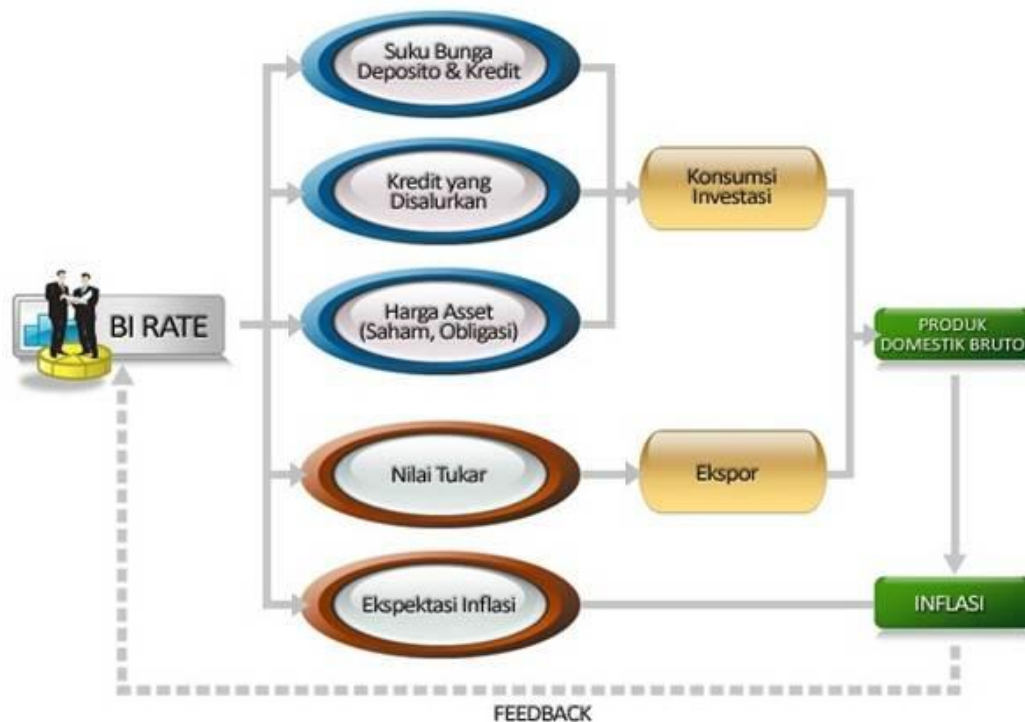 Suku Bunga
Deposito & Kredit
Kredit yang
Disalurkan
Konsumsi
Investasi
BI RATE
Harga Asset
(Saham, Obligasi)
PRODUK
DOMESTIK BRUTO
Nilai Tukar
Ekspor
Ekspektasi Inflasi
INFLASI
FEEDBACK